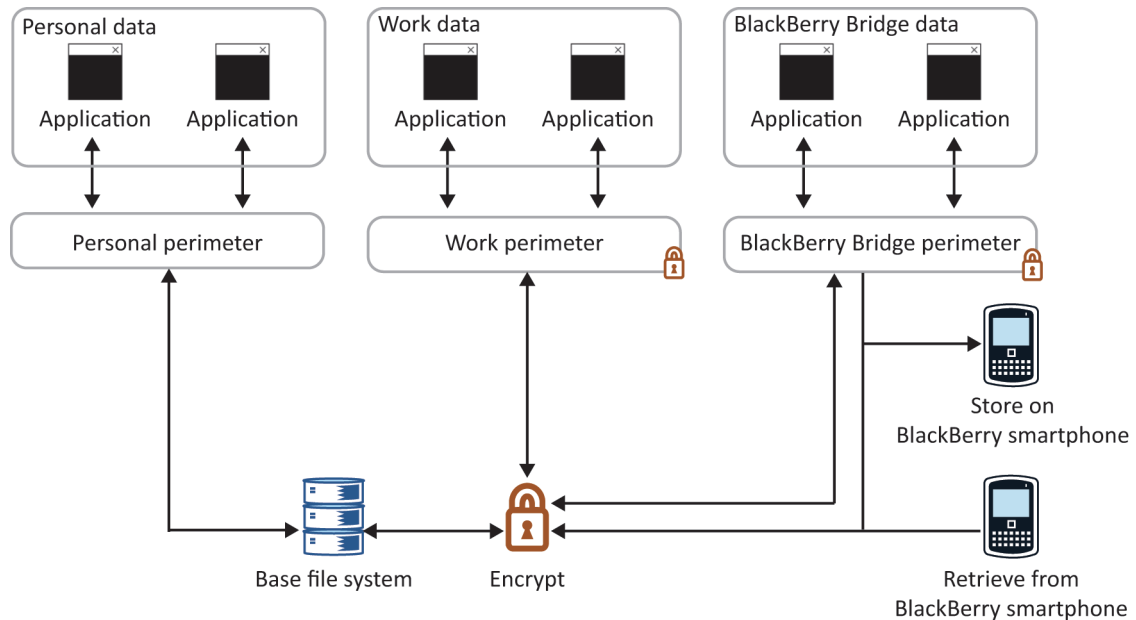 Personal data
Work data
BlackBerry Bridge data
Application
Application
Application
Application
Application
Application
Personal perimeter
Work perimeter
BlackBerry Bridge perimeter
Store on
BlackBerry smartphone
Base file system
Encrypt
Retrieve from
BlackBerry smartphone